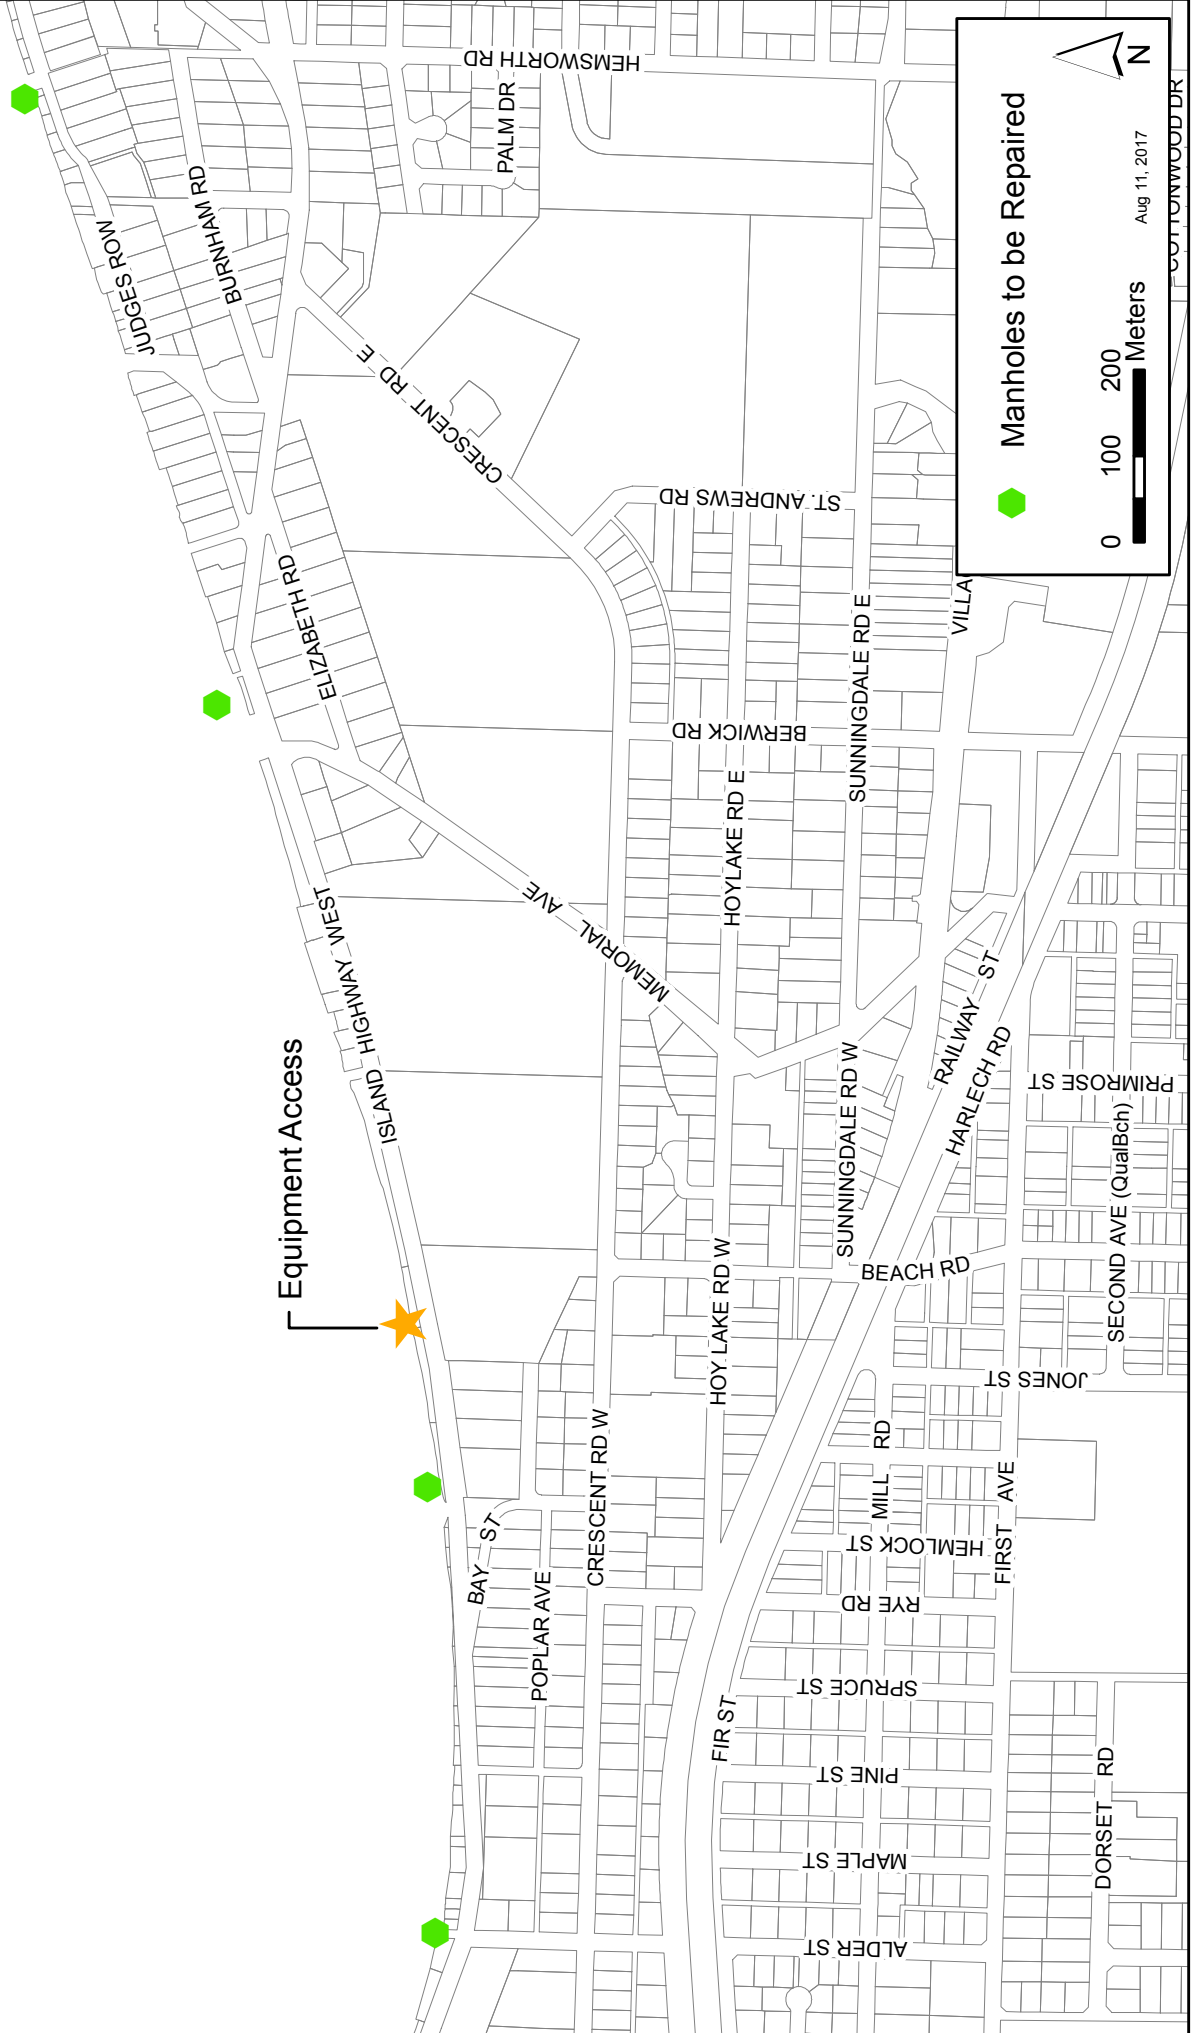 HEMSWORTH RD
PALM DR
BURNHAM RD
JUDGES ROW
CRESCENT RD E
ST. ANDREWS RD
ELIZABETH RD
SUNNINGDALE RD E
BERWICK RD
HOYLAKE RD E
MEMORIAL AVE
ISLAND HIGHWAY WEST
Equipment Access
RAILWAY ST
HARLECH RD
PRIMROSE ST
SECOND AVE (QualBch)
SUNNINGDALE RD W
BEACH RD
HOY LAKE RD W
JONES ST
CRESCENT RD W
MILL RD
FIRST AVE
HEMLOCK ST
BAY ST
POPLAR AVE
RYE RD
SPRUCE ST
FIR ST
PINE ST
MAPLE ST
DORSET RD
ALDER ST
VILLAG
COTTONWOOD DR
Manholes to be Repaired
0 100 200
Meters
Aug 11, 2017
N